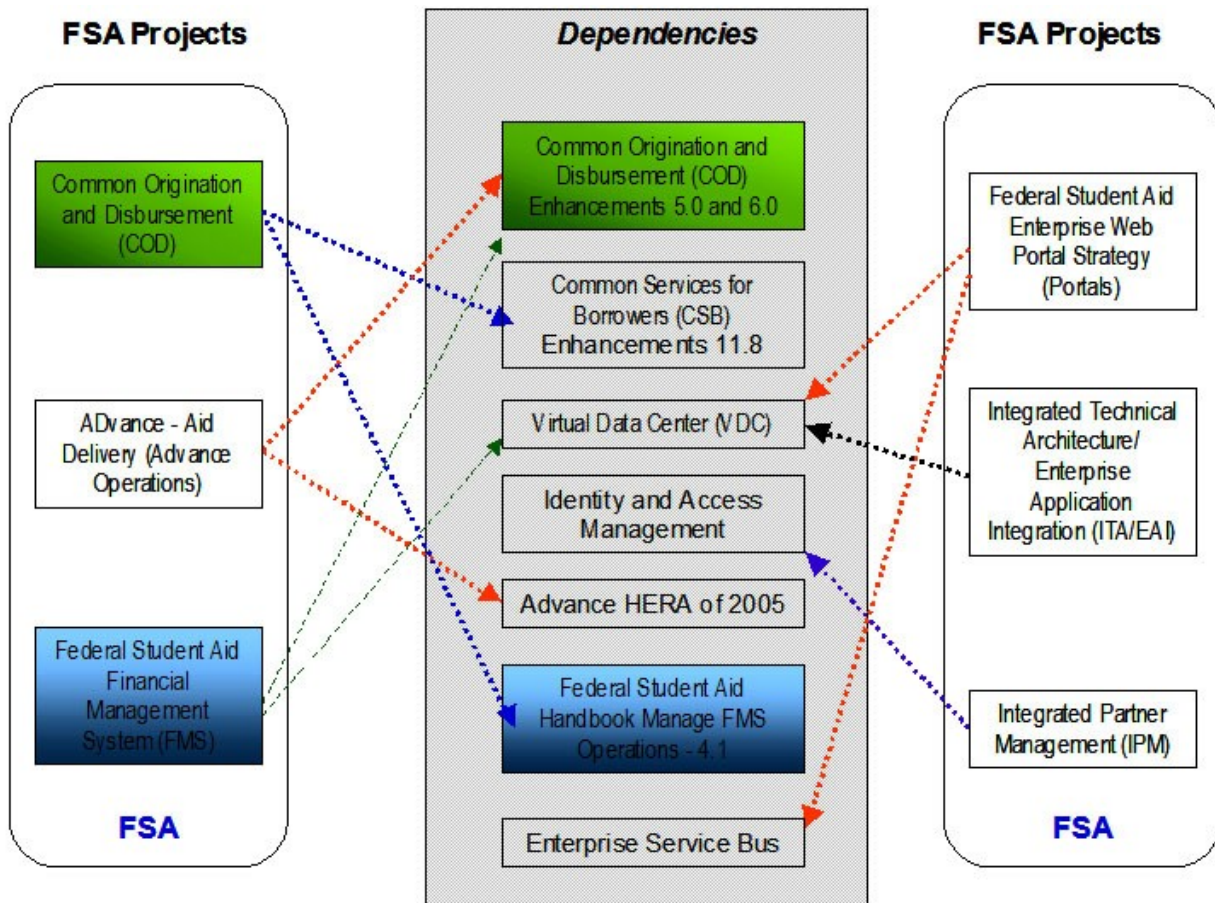 FSA Projects
Common Origination
and Disbursement
(COD)
ADvance - Aid
Delivery (Advance
Operations)
Federal Student Aid
Financial
Management
System (FMS)
FSA
Dependencies
Common Origination and
Disbursement (COD)
Enhancements 5.0 and 6.0
Common Services for
Borrowers (CSB)
Enhancements 11.8
Virtual Data Center (VDC)
Identity and Access
Management
Advance HERA of 2005
Federal Student Aid
Handbook Manage FMS
Operations - 4.1
Enterprise Service Bus
FSA Projects
Federal Student Aid
Enterprise Web
Portal Strategy
(Portals)
Integrated Technical
Architecture/
Enterprise
Application
Integration (ITA/EAI)
Integrated Partner
Management (IPM)
FSA